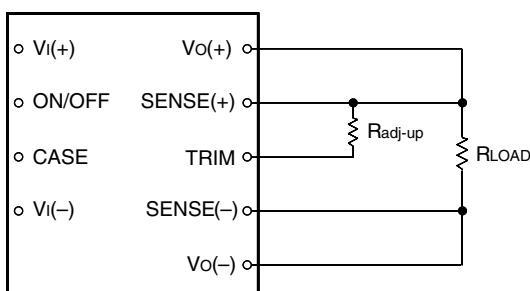 VI(+)
VO(+)
ON/OFF
SENSE(+)
Radj-up
CASE
TRIM
RLOAD
VI(–)
SENSE(–)
VO(–)